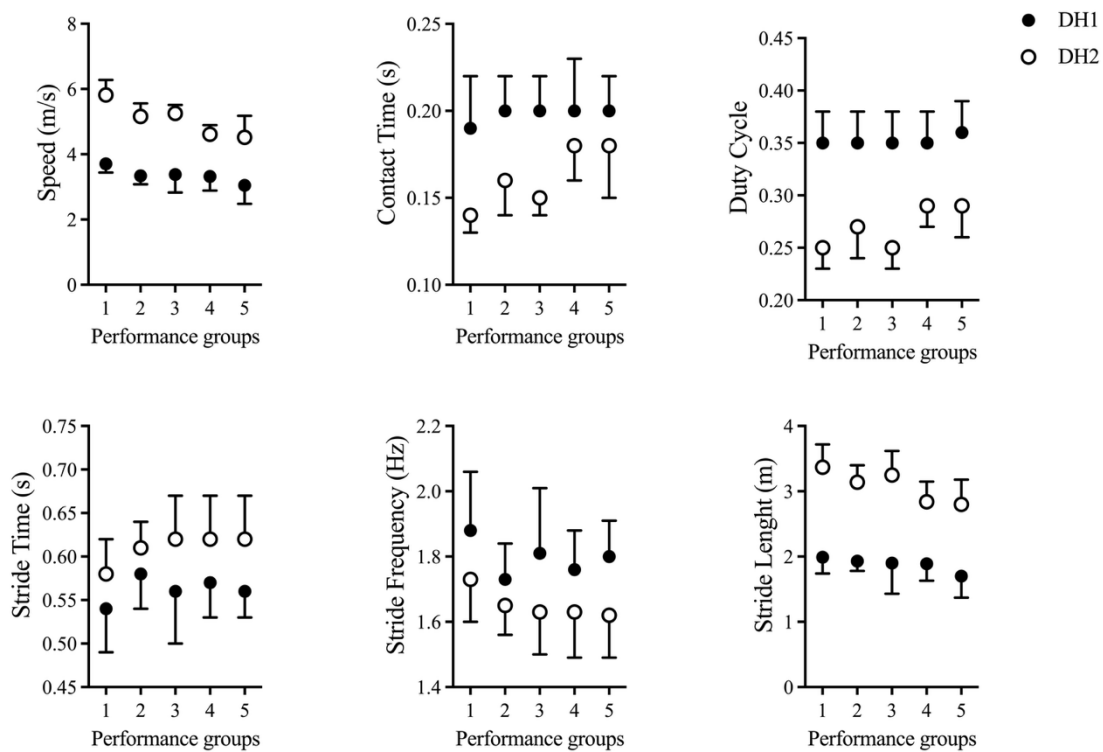 DH1
DH2
Speed (m/s)
8
6
4
2
0
1 2 3 4 5
Performance groups
Contact Time (s)
0.25
0.20
0.15
0.10
1 2 3 4 5
Performance groups
Duty Cycle
0.45
0.40
0.35
0.30
0.25
0.20
1 2 3 4 5
Performance groups
Stride Time (s)
0.75
0.70
0.65
0.60
0.55
0.50
0.45
1 2 3 4 5
Performance groups
Stride Frequency (Hz)
2.2
2.0
1.8
1.6
1.4
1 2 3 4 5
Performance groups
Stride Lenght (m)
4
3
2
1
0
1 2 3 4 5
Performance groups